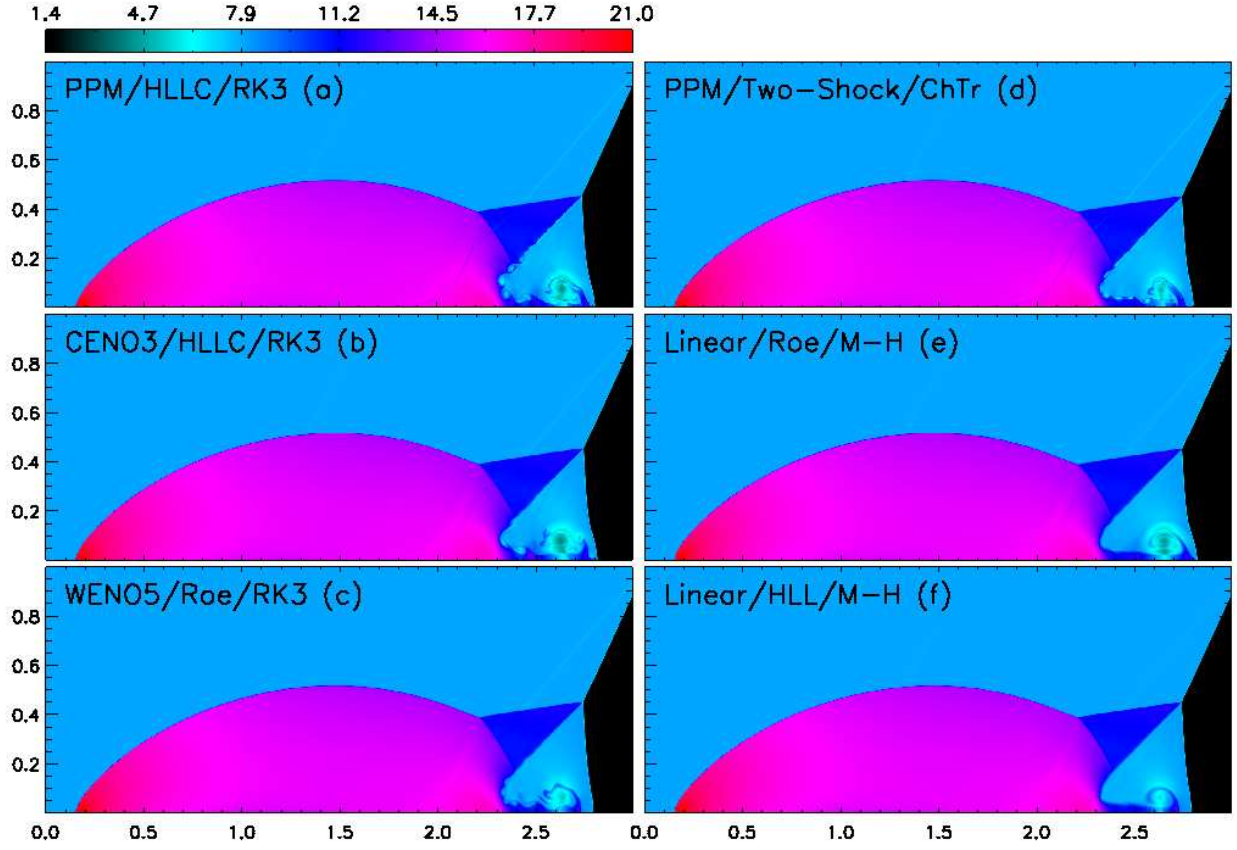 1.4 4.7 7.9 11.2 14.5 17.7 21.0
PPM/HLLC/RK3 (a)
0.8
0.6
0.4
0.2
PPM/Two-Shock/ChTr (d)
CENO3/HLLC/RK3 (b)
0.8
0.6
0.4
0.2
Linear/Roe/M-H (e)
WENO5/Roe/RK3 (c)
0.8
0.6
0.4
0.2
0.0 0.5 1.0 1.5 2.0 2.5
Linear/HLL/M-H (f)
0.0 0.5 1.0 1.5 2.0 2.5